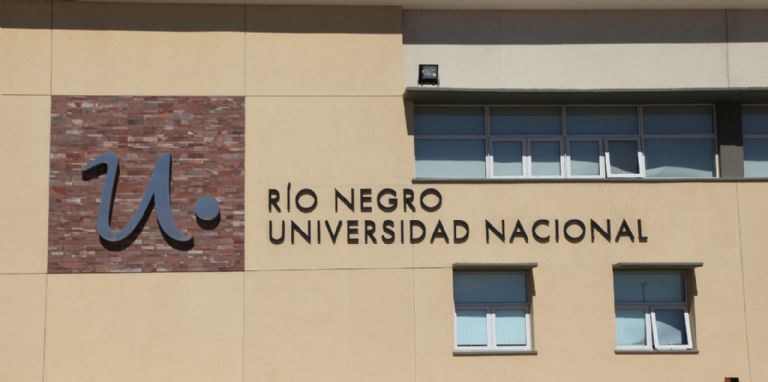 u.
RÍO NEGRO
UNIVERSIDAD NACIONAL